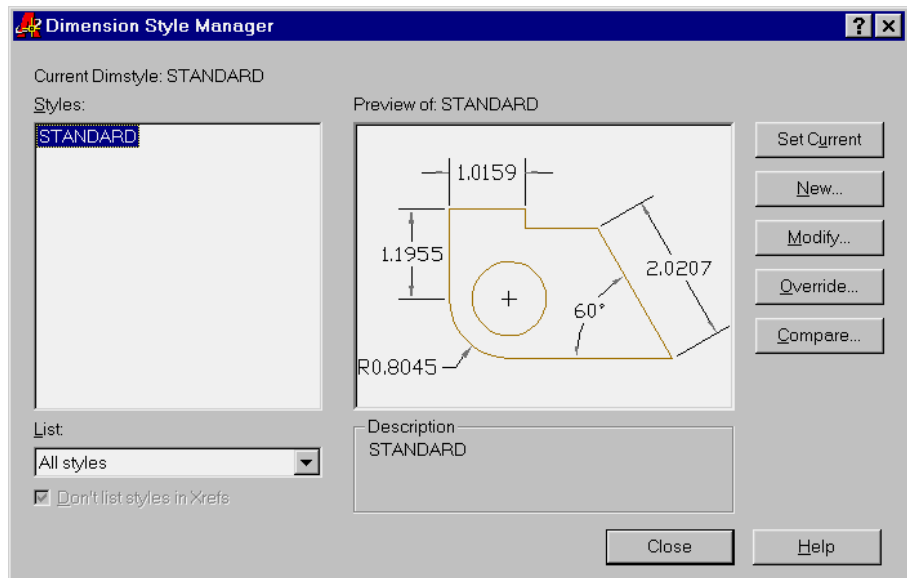 Dimension Style Manager
Current Dimstyle: STANDARD
Styles:
STANDARD
Preview of: STANDARD
1.0159
1.1955
2.0207
60°
R0.8045
Set Current
New...
Modify...
Override...
Compare...
List:
All styles
Don't list styles in Xrefs
Description
STANDARD
Close
Help